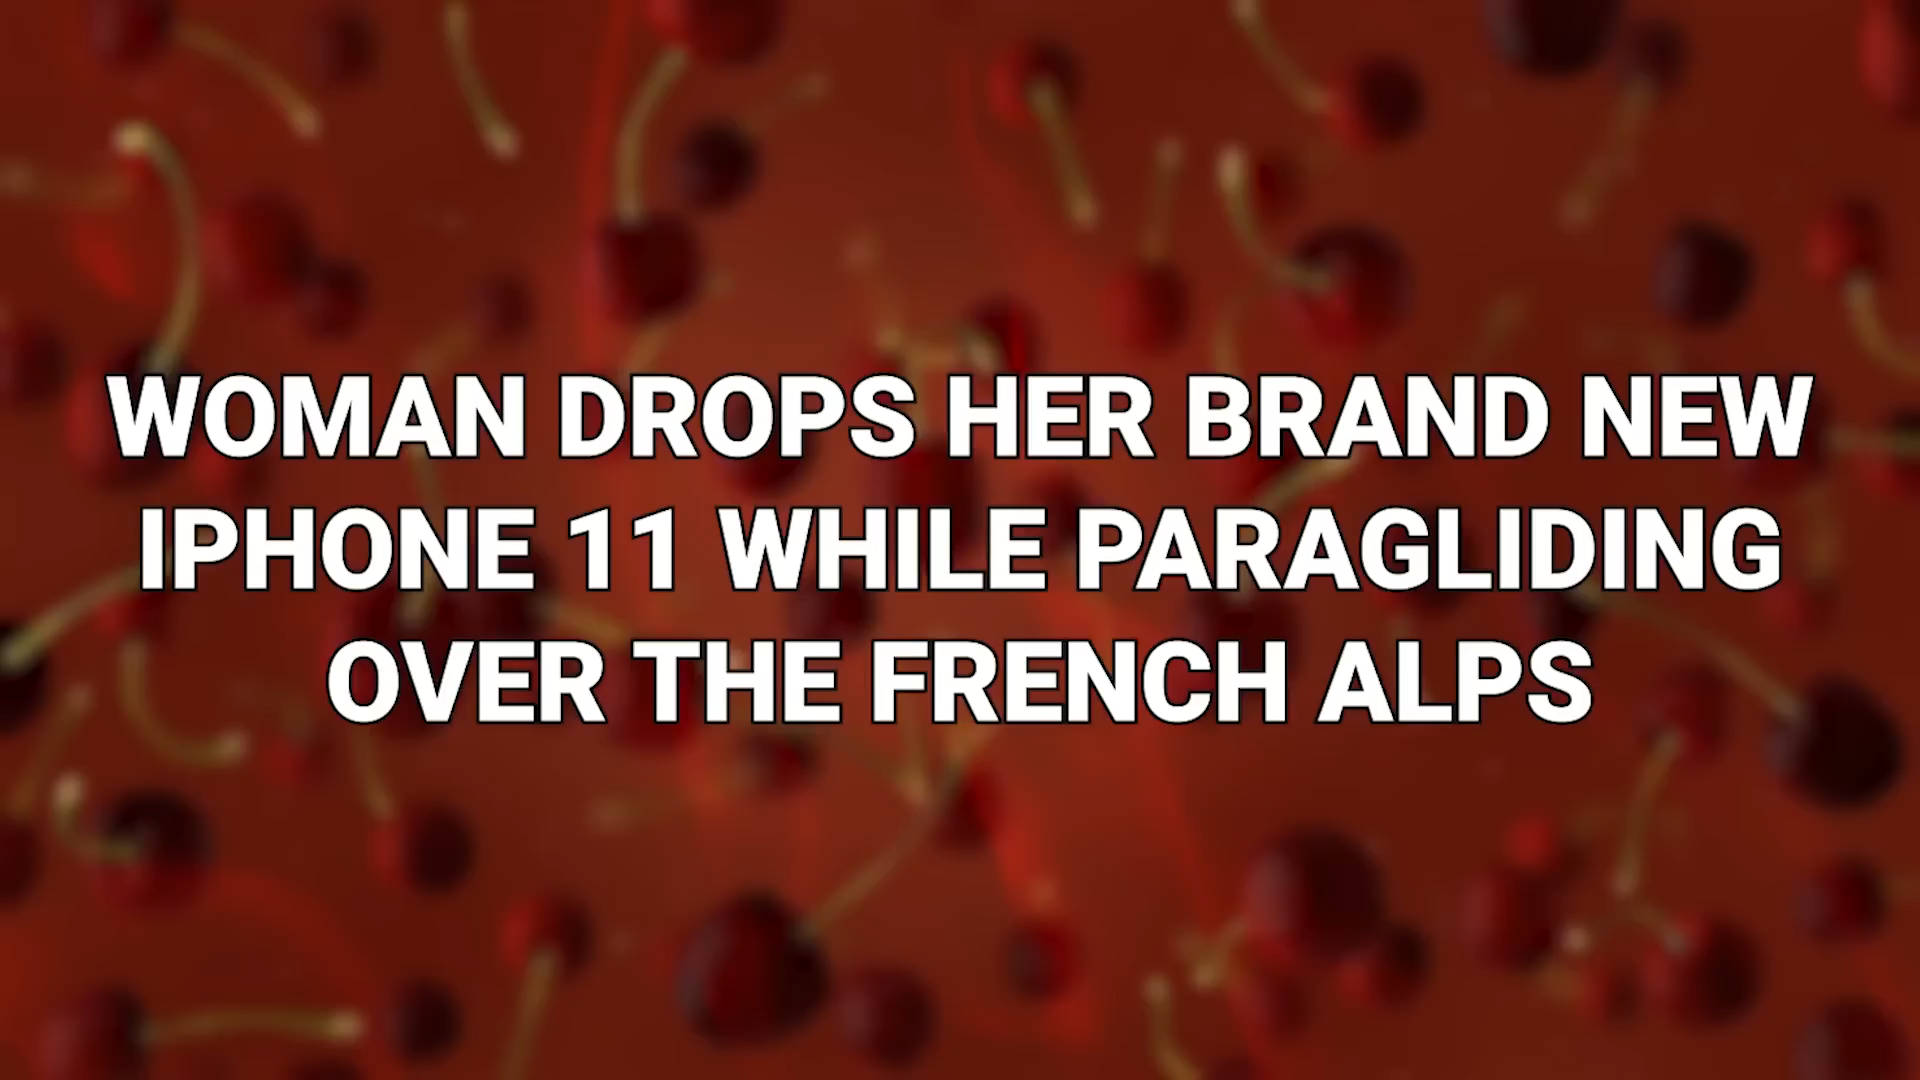 WOMAN DROPS HER BRAND NEW
IPHONE 11 WHILE PARAGLIDING
OVER THE FRENCH ALPS